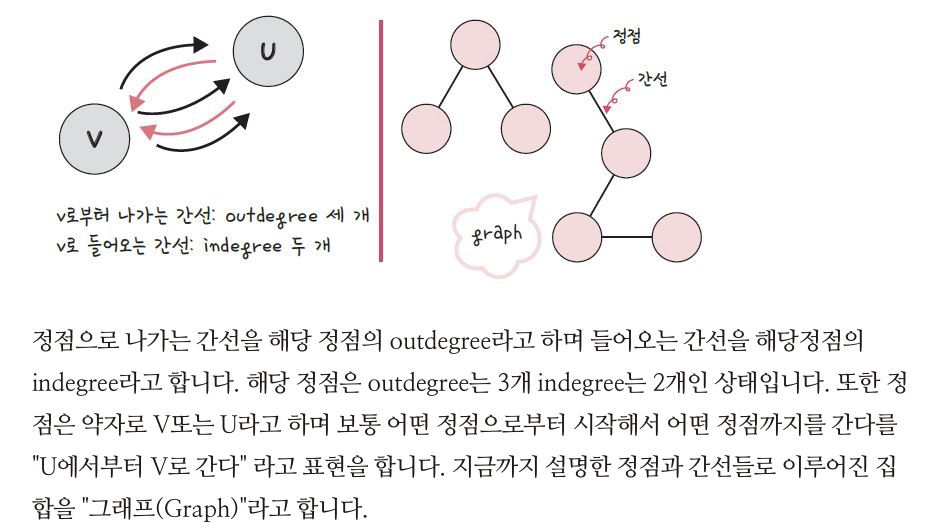 U
V
정점
간선
graph
v로부터 나가는 간선: outdegree 세 개
v로 들어오는 간선: indegree 두 개
정점으로 나가는 간선을 해당 정점의 outdegree라고 하며 들어오는 간선을 해당정점의
indegree라고 합니다. 해당 정점은 outdegree는 3개 indegree는 2개인 상태입니다. 또한 정
점은 약자로 V또는 U라고 하며 보통 어떤 정점으로부터 시작해서 어떤 정점까지를 간다를
"U에서부터 V로 간다" 라고 표현을 합니다. 지금까지 설명한 정점과 간선들로 이루어진 집
합을 "그래프(Graph)"라고 합니다.